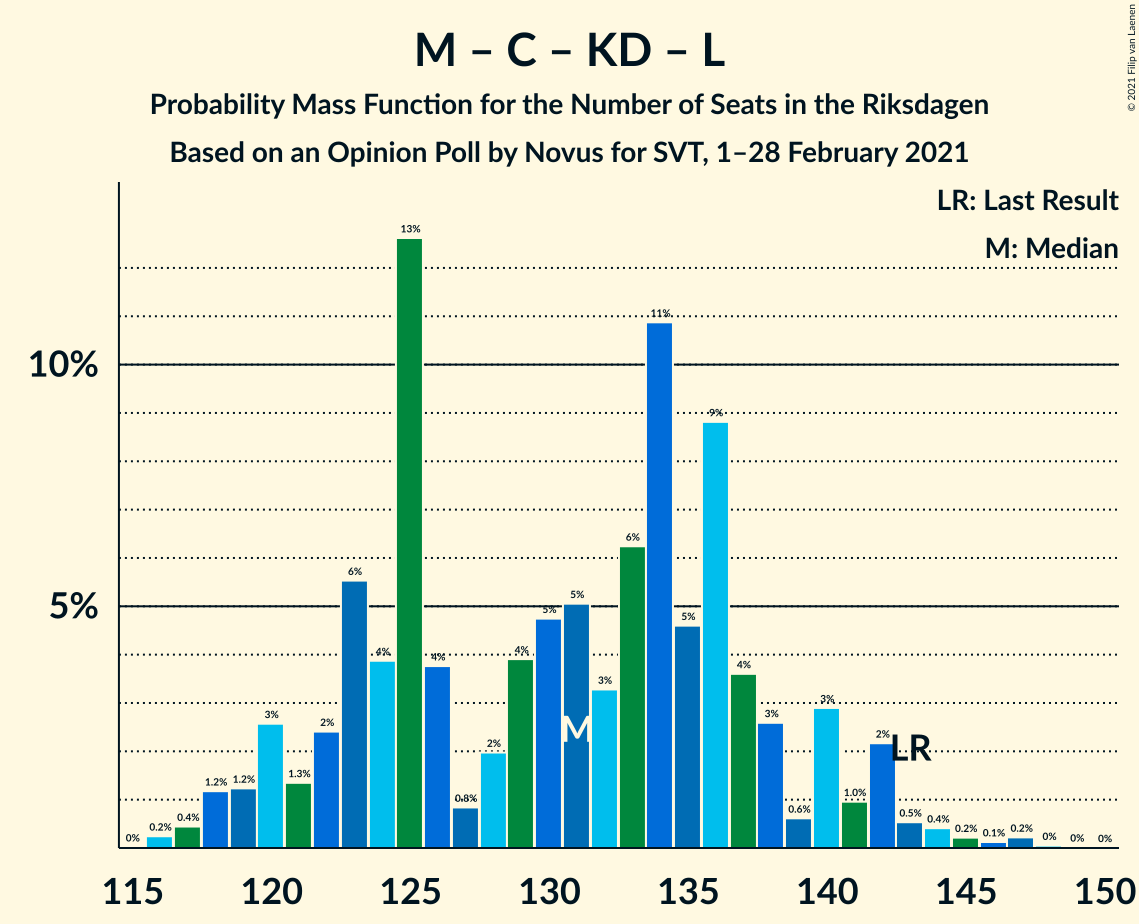 © 2021 Filip van Laenen
M – C – KD – L
Probability Mass Function for the Number of Seats in the Riksdagen
Based on an Opinion Poll by Novus for SVT, 1–28 February 2021
LR: Last Result
M: Median
10%
5%
0% 0.2% 0.4% 1.2% 1.2% 3% 1.3% 2% 6% 4% 13% 4% 0.8% 2% 4% 5% 5% 3% 6% 11% 5% 9% 4% 3% 0.6% 3% 1.0% 2% 0.5% 0.4% 0.2% 0.1% 0.2% 0% 0% 0%
M
LR
115 120 125 130 135 140 145 150